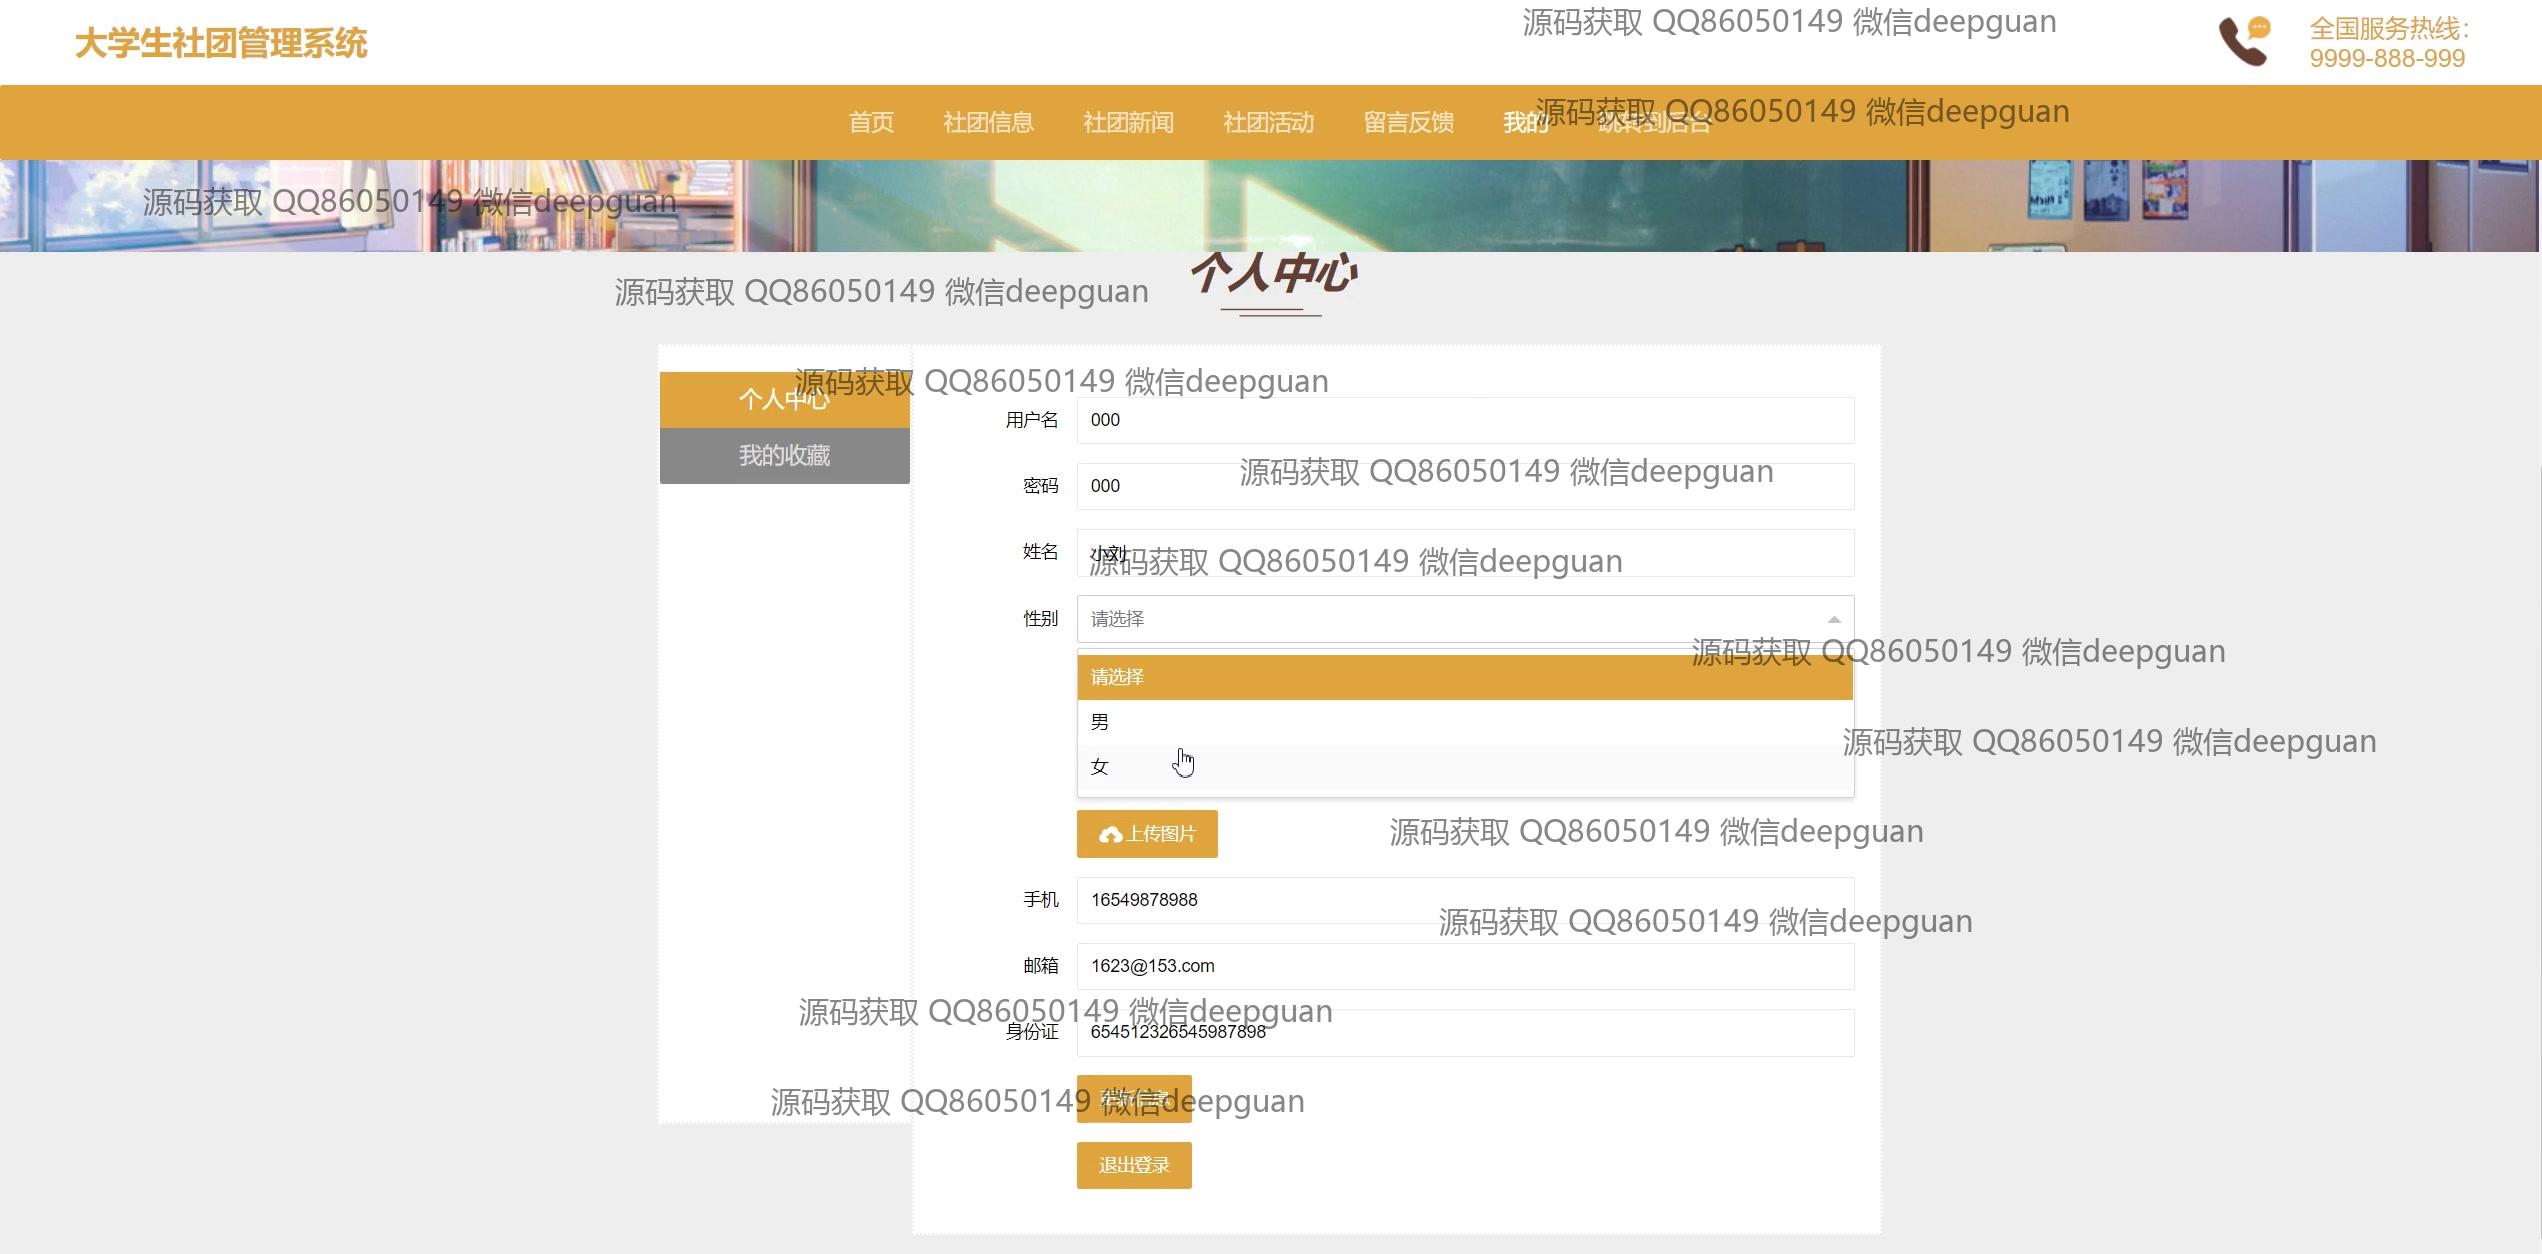 大学生社团管理系统
源码获取 QQ86050149 微信deepguan
全国服务热线：
9999-888-999
首页 社团信息 社团新闻 社团活动 留言反馈 我的 跳转到后台
源码获取 QQ86050149 微信deepguan
源码获取 QQ86050149 微信deepguan
个人中心
源码获取 QQ86050149 微信deepguan
源码获取 QQ86050149 微信deepguan
个人中心
我的收藏
用户名 000
源码获取 QQ86050149 微信deepguan
密码 000
姓名 小刘
源码获取 QQ86050149 微信deepguan
性别 请选择
源码获取 QQ86050149 微信deepguan
请选择
男
源码获取 QQ86050149 微信deepguan
女
上传图片
源码获取 QQ86050149 微信deepguan
手机 16549878988
源码获取 QQ86050149 微信deepguan
邮箱 1623@153.com
源码获取 QQ86050149 微信deepguan
身份证 654512326545987898
源码获取 QQ86050149 微信deepguan
更新信息
退出登录